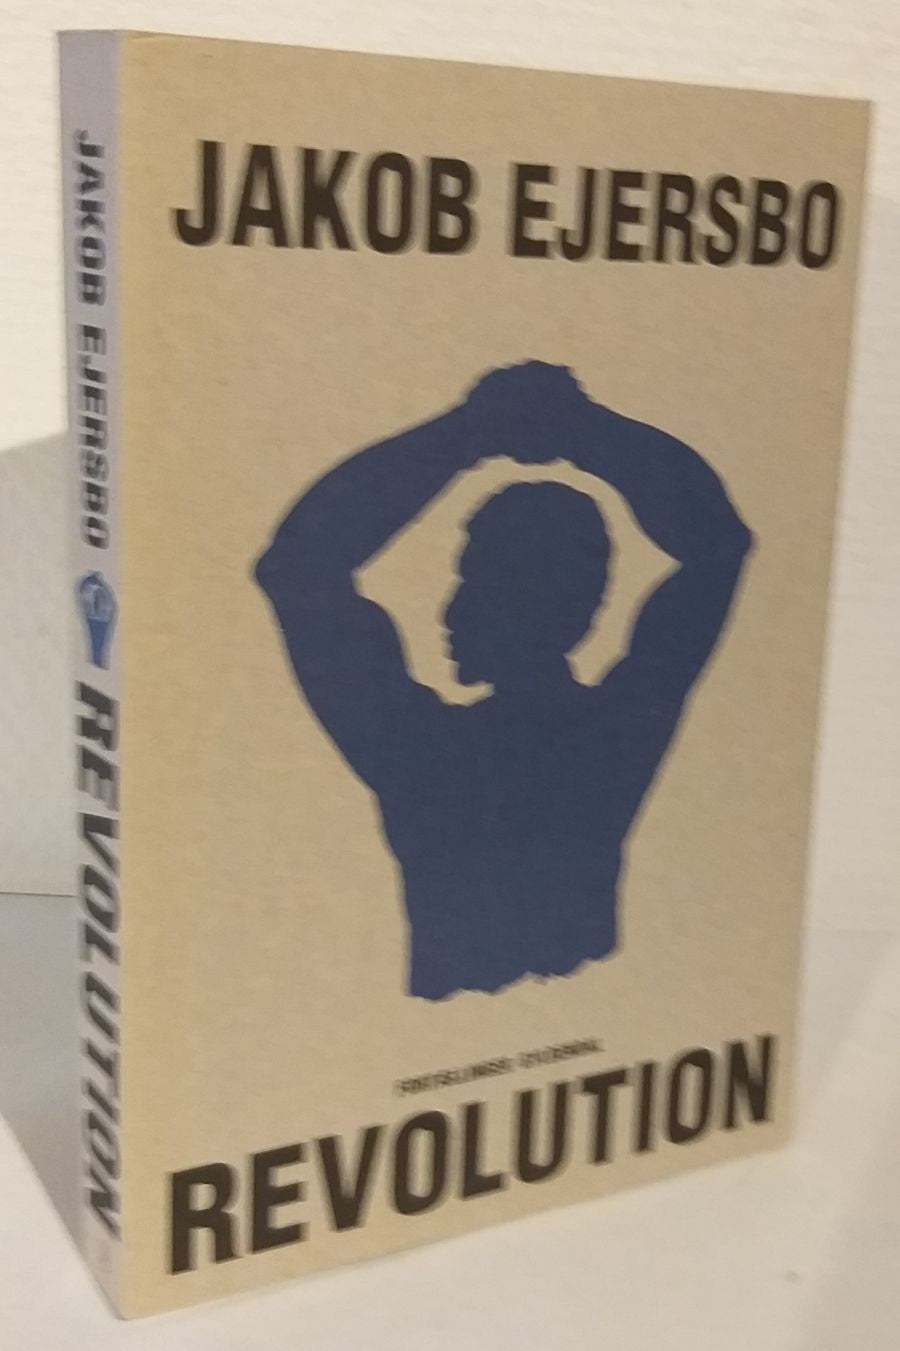 JAKOB EJERSBO
FORTÆLLINGER GYLDENDAL
REVOLUTION
JAKOB EJERSBO REVOLUTION